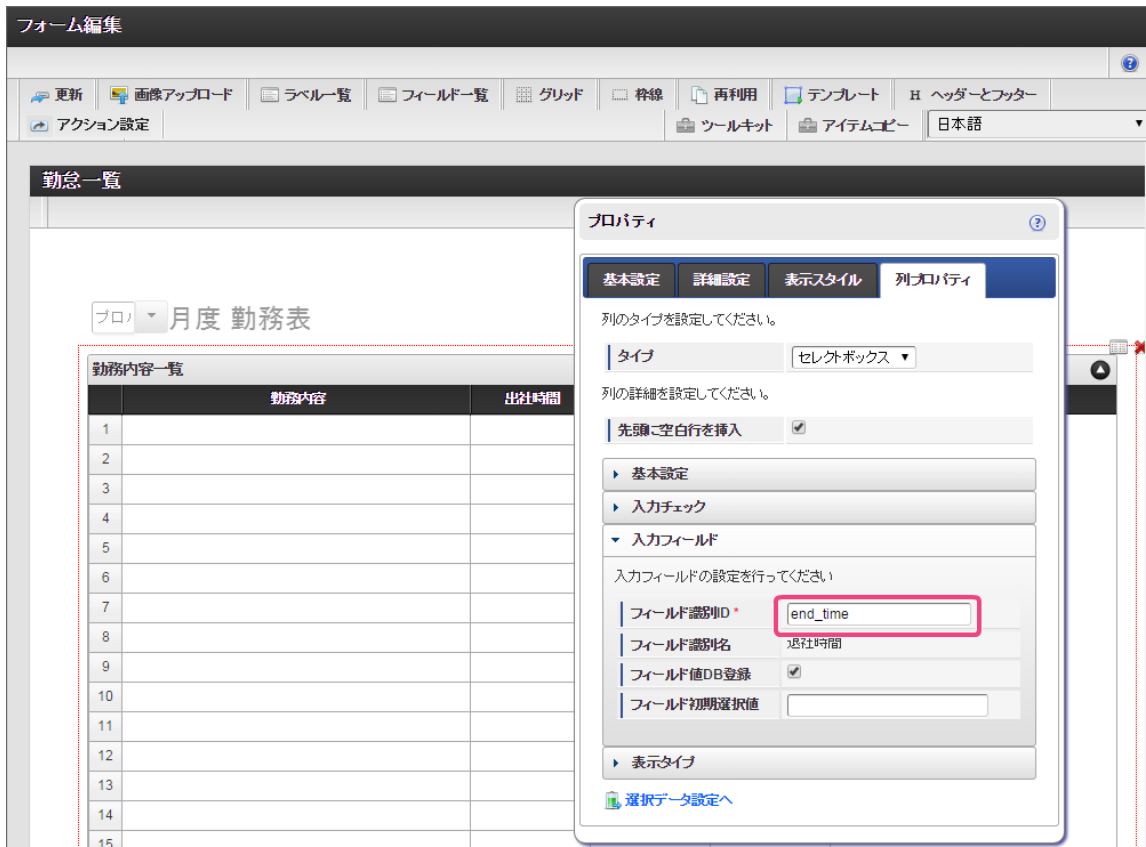 フォーム編集
更新 画像アップロード ラベル一覧 フィールド一覧 グリッド 枠線 再利用 テンプレート H ヘッダーとフッター
アクション設定 ツールキット アイテムコピー 日本語
勤怠一覧
プロパティ
基本設定 詳細設定 表示スタイル 列プロパティ
列のタイプを設定してください。
タイプ セレクトボックス
列の詳細を設定してください。
先頭に空白行を挿入
基本設定
入力チェック
入力フィールド
入力フィールドの設定を行ってください
フィールド識別ID * end_time
フィールド識別名 退社時間
フィールド値DB登録
フィールド初期選択値
表示タイプ
選択データ設定へ
プロ
月度 勤務表
勤務内容一覧
勤務内容 出社時間
1
2
3
4
5
6
7
8
9
10
11
12
13
14
15